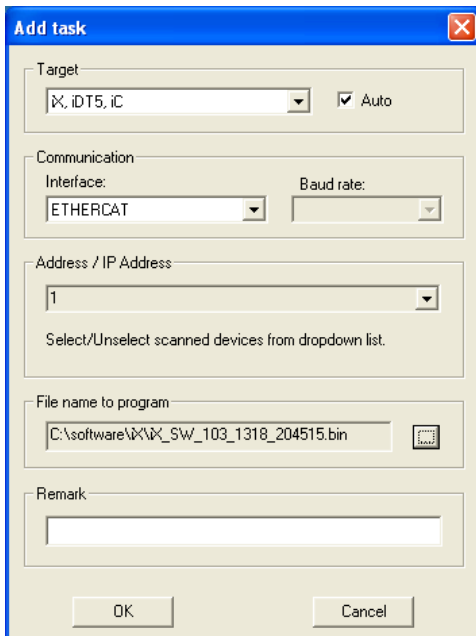 Add task
Target
iX, iDT5, iC
Auto
Communication
Interface: Baud rate:
ETHERCAT
Address / IP Address
1
Select/Unselect scanned devices from dropdown list.
File name to program
C:\software\iX\iX_SW_103_1318_204515.bin
...
Remark
OK Cancel